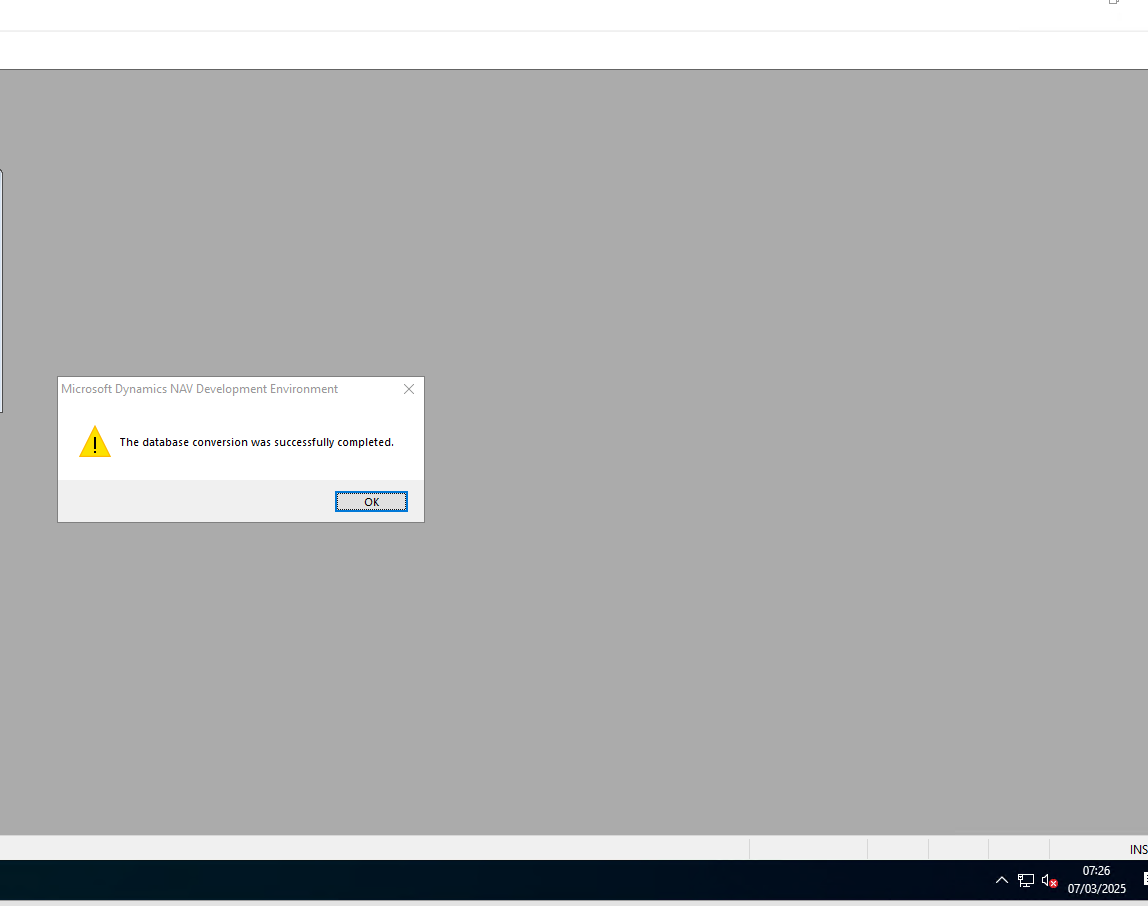 Microsoft Dynamics NAV Development Environment
The database conversion was successfully completed.
OK
INS
07:26
07/03/2025